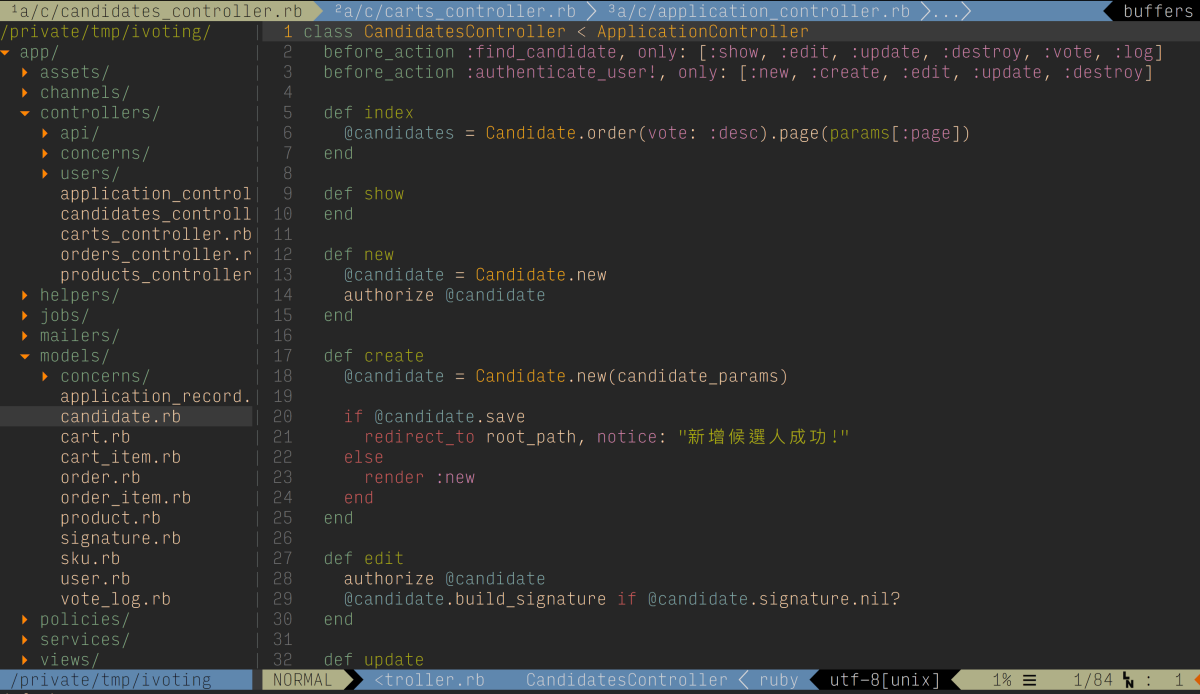 ¹a/c/candidates_controller.rb ²a/c/carts_controller.rb ³a/c/application_controller.rb ... buffers
/private/tmp/ivoting/
app/
assets/
channels/
controllers/
api/
concerns/
users/
application_control
candidates_controll
carts_controller.rb
orders_controller.r
products_controller
helpers/
jobs/
mailers/
models/
concerns/
application_record.
candidate.rb
cart.rb
cart_item.rb
order.rb
order_item.rb
product.rb
signature.rb
sku.rb
user.rb
vote_log.rb
policies/
services/
views/
1 class CandidatesController < ApplicationController
2 before_action :find_candidate, only: [:show, :edit, :update, :destroy, :vote, :log]
3 before_action :authenticate_user!, only: [:new, :create, :edit, :update, :destroy]
4
5 def index
6 @candidates = Candidate.order(vote: :desc).page(params[:page])
7 end
8
9 def show
10 end
11
12 def new
13 @candidate = Candidate.new
14 authorize @candidate
15 end
16
17 def create
18 @candidate = Candidate.new(candidate_params)
19
20 if @candidate.save
21 redirect_to root_path, notice: "新增候選人成功!"
22 else
23 render :new
24 end
25 end
26
27 def edit
28 authorize @candidate
29 @candidate.build_signature if @candidate.signature.nil?
30 end
31
32 def update
/private/tmp/ivoting NORMAL <troller.rb CandidatesController ruby utf-8[unix] 1% ☰ 1/84 ㏑ : 1